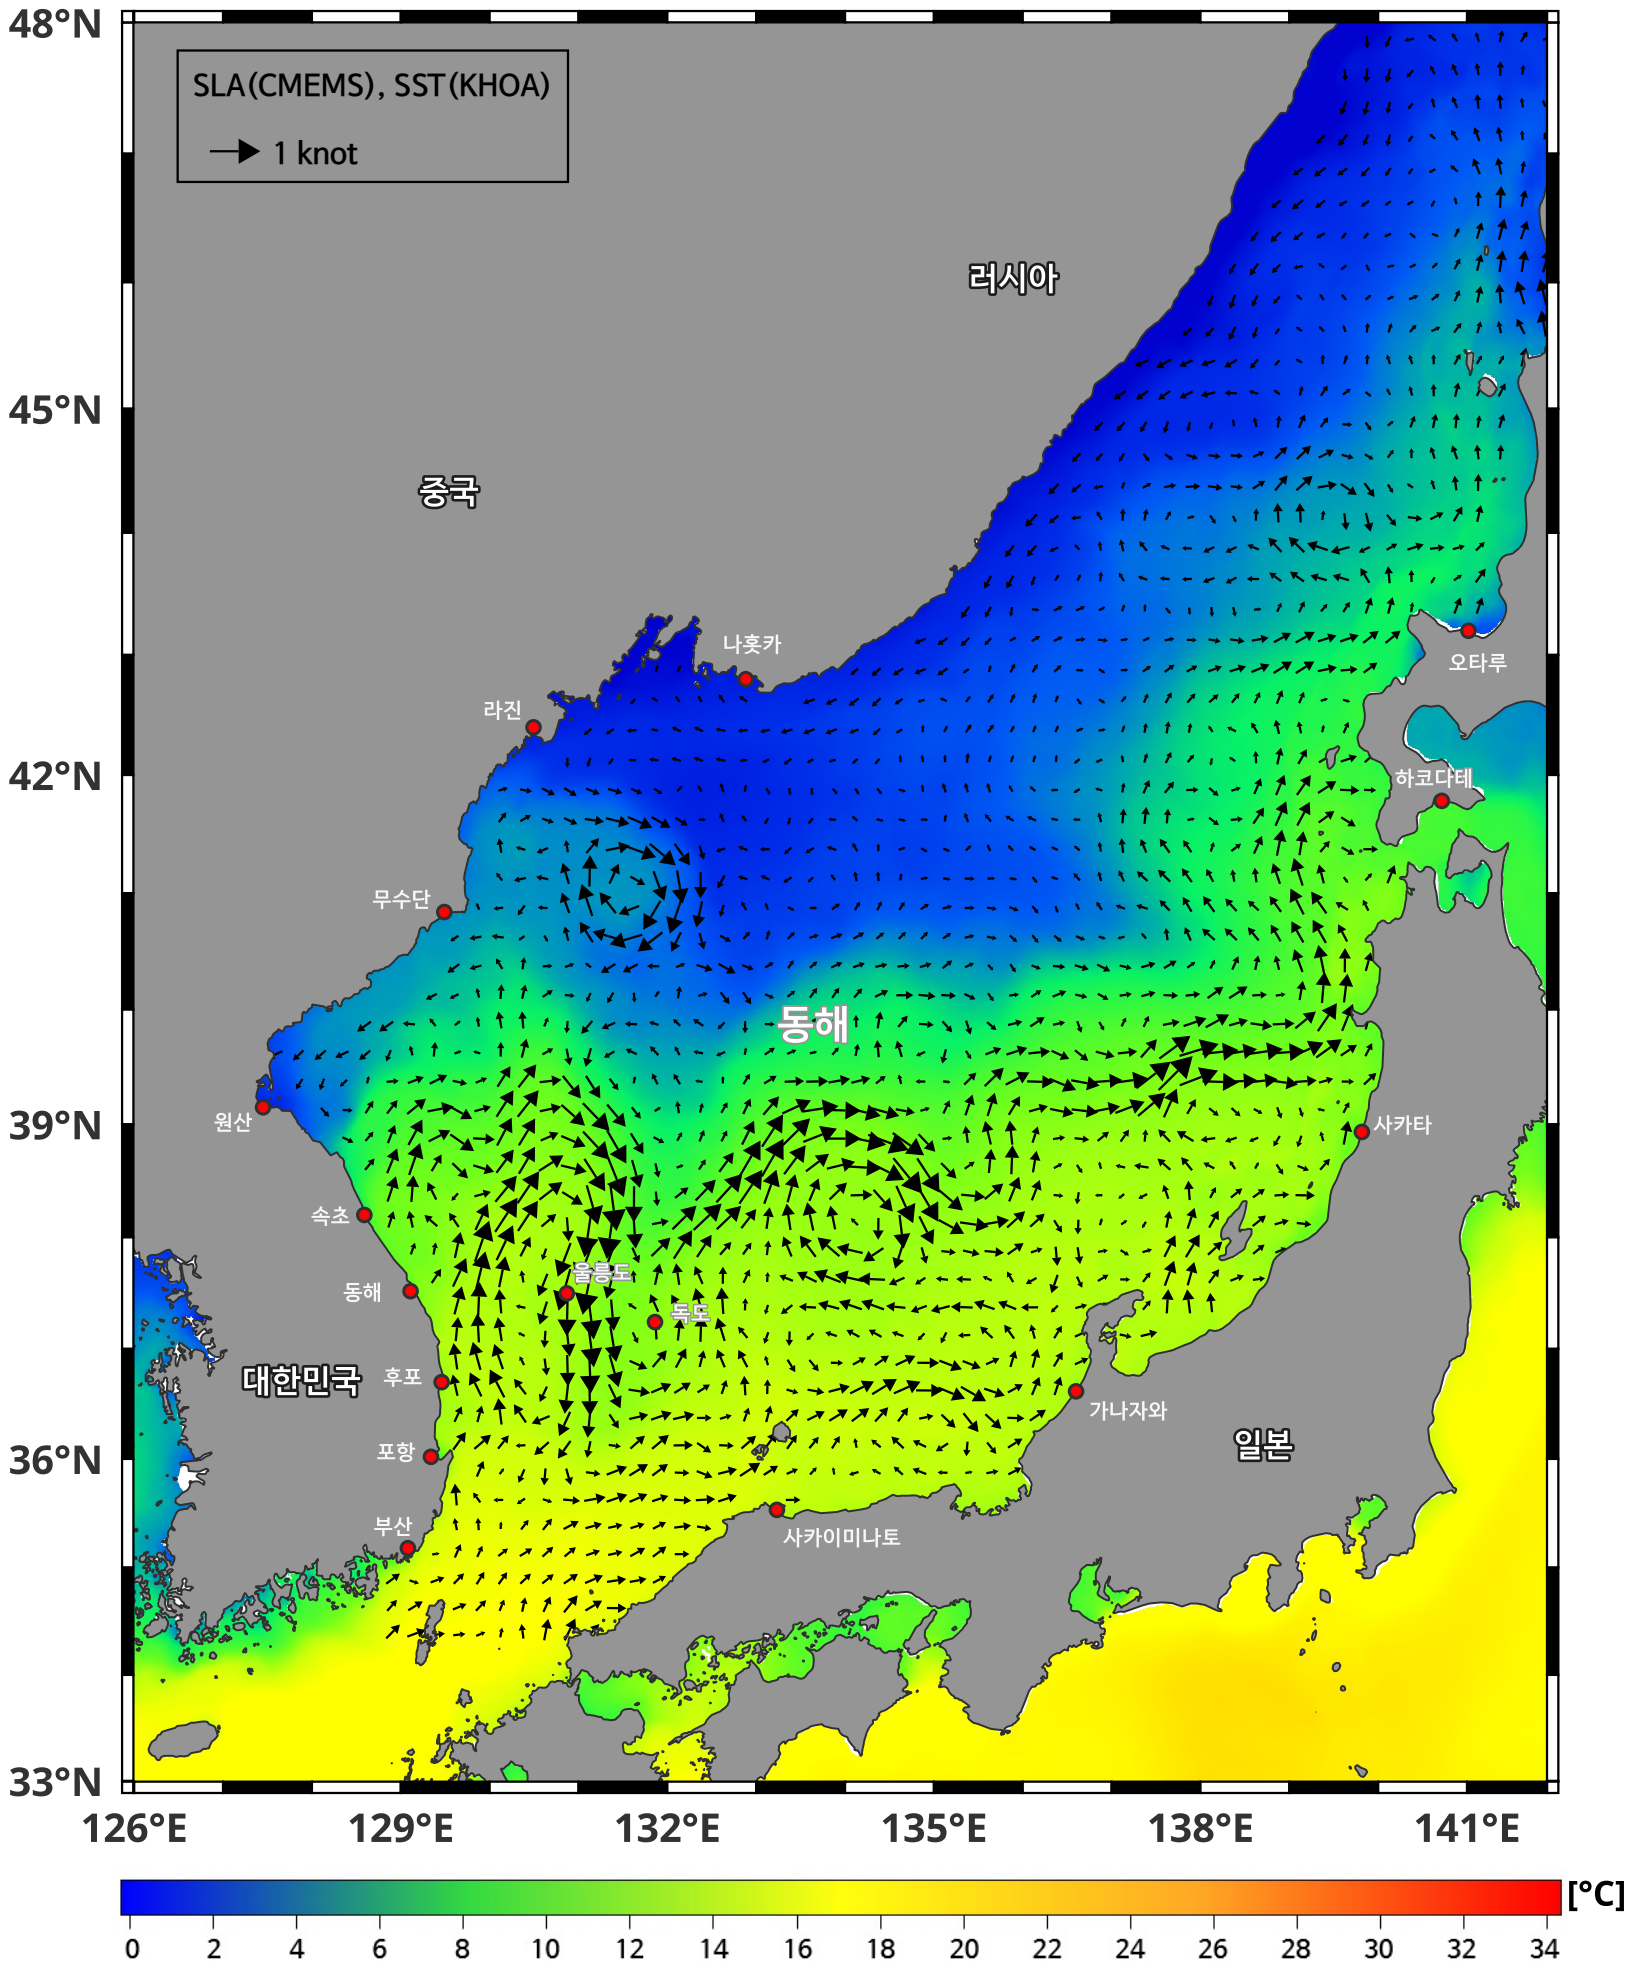 48°N
SLA(CMEMS), SST(KHOA)
1 knot
러시아
45°N
중국
나홋카
오타루
라진
42°N
하코다테
무수단
동해
39°N
원산
사카타
속초
울릉도
동해
독도
대한민국
후포
가나자와
일본
36°N
포항
부산
사카이미나토
33°N
126°E 129°E 132°E 135°E 138°E 141°E
[°C]
0 2 4 6 8 10 12 14 16 18 20 22 24 26 28 30 32 34